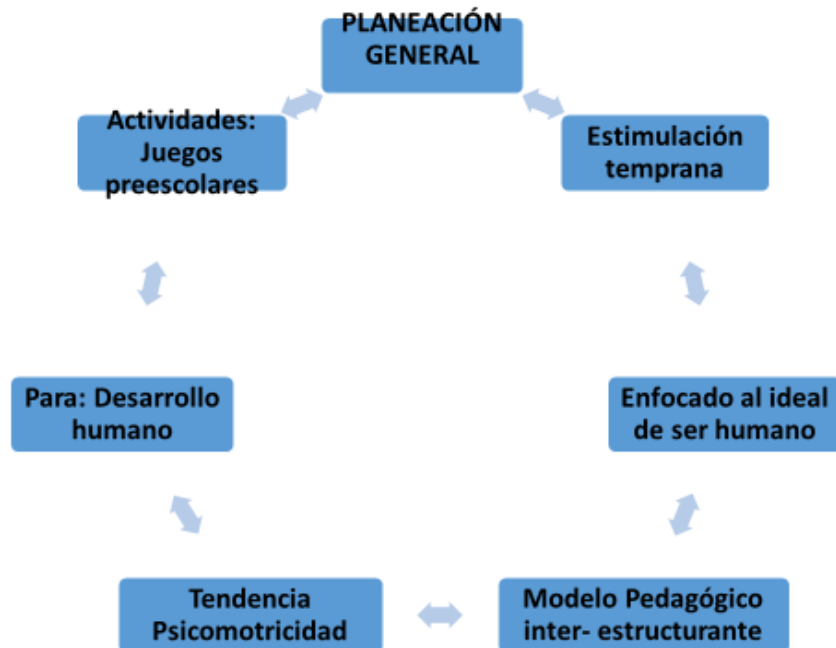 PLANEACIÓN
GENERAL
Estimulación
temprana
Enfocado al ideal
de ser humano
Modelo Pedagógico
inter- estructurante
Tendencia
Psicomotricidad
Para: Desarrollo
humano
Actividades:
Juegos
preescolares